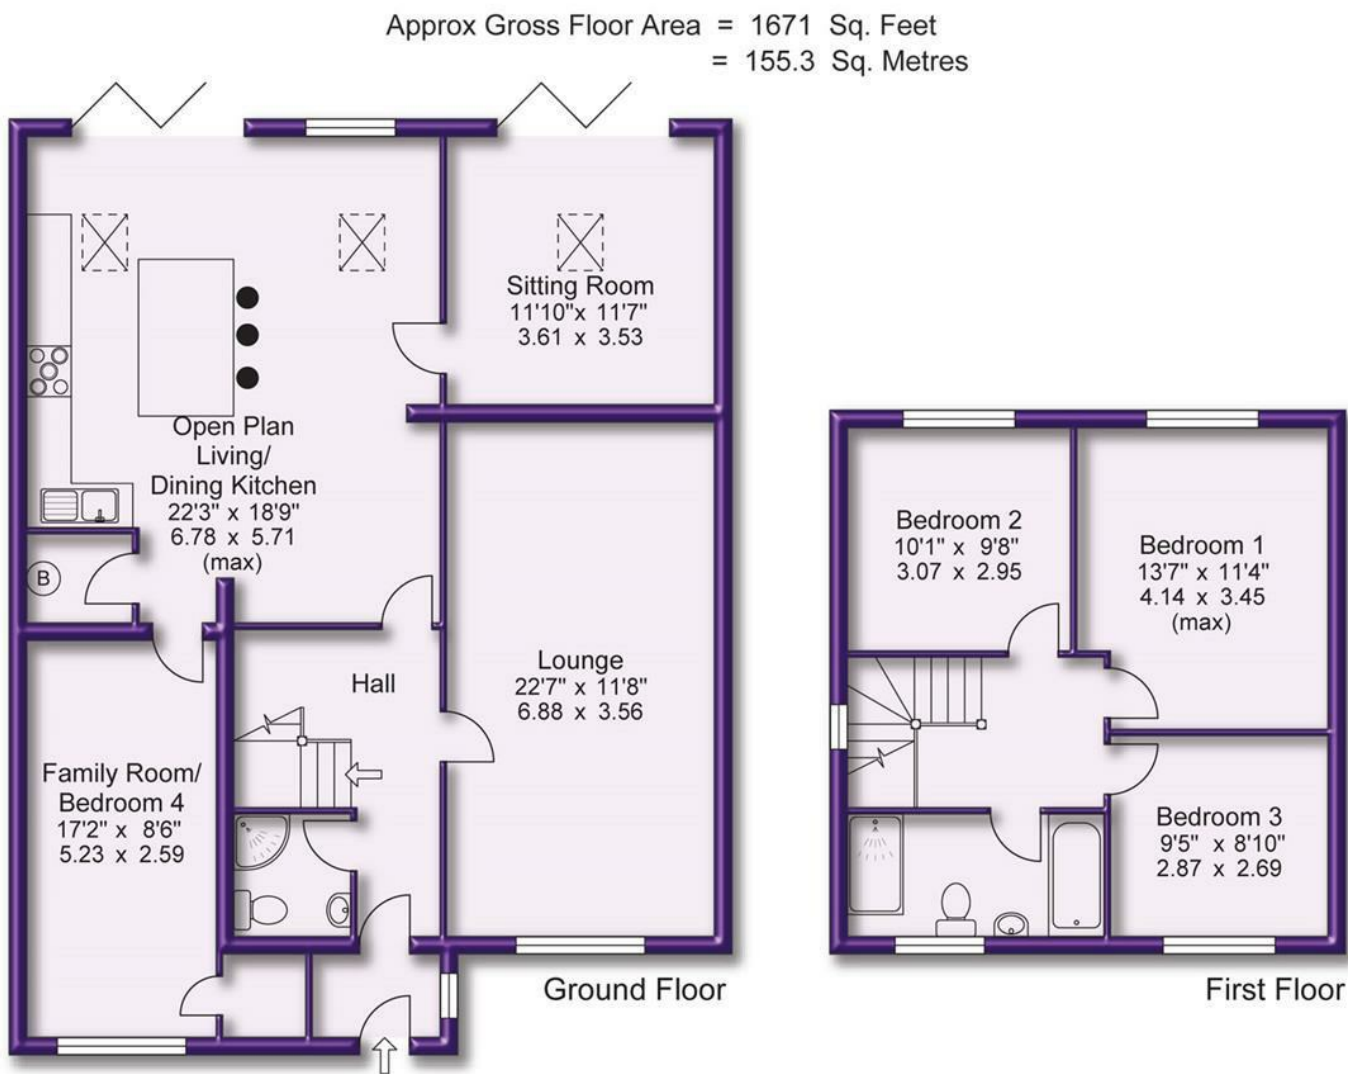 Approx Gross Floor Area = 1671 Sq. Feet
= 155.3 Sq. Metres
Sitting Room
11'10"x 11'7"
3.61 x 3.53
Open Plan
Living/
Dining Kitchen
22'3" x 18'9"
6.78 x 5.71
(max)
B
Hall
Lounge
22'7" x 11'8"
6.88 x 3.56
Family Room/
Bedroom 4
17'2" x 8'6"
5.23 x 2.59
Ground Floor
Bedroom 2
10'1" x 9'8"
3.07 x 2.95
Bedroom 1
13'7" x 11'4"
4.14 x 3.45
(max)
Bedroom 3
9'5" x 8'10"
2.87 x 2.69
First Floor